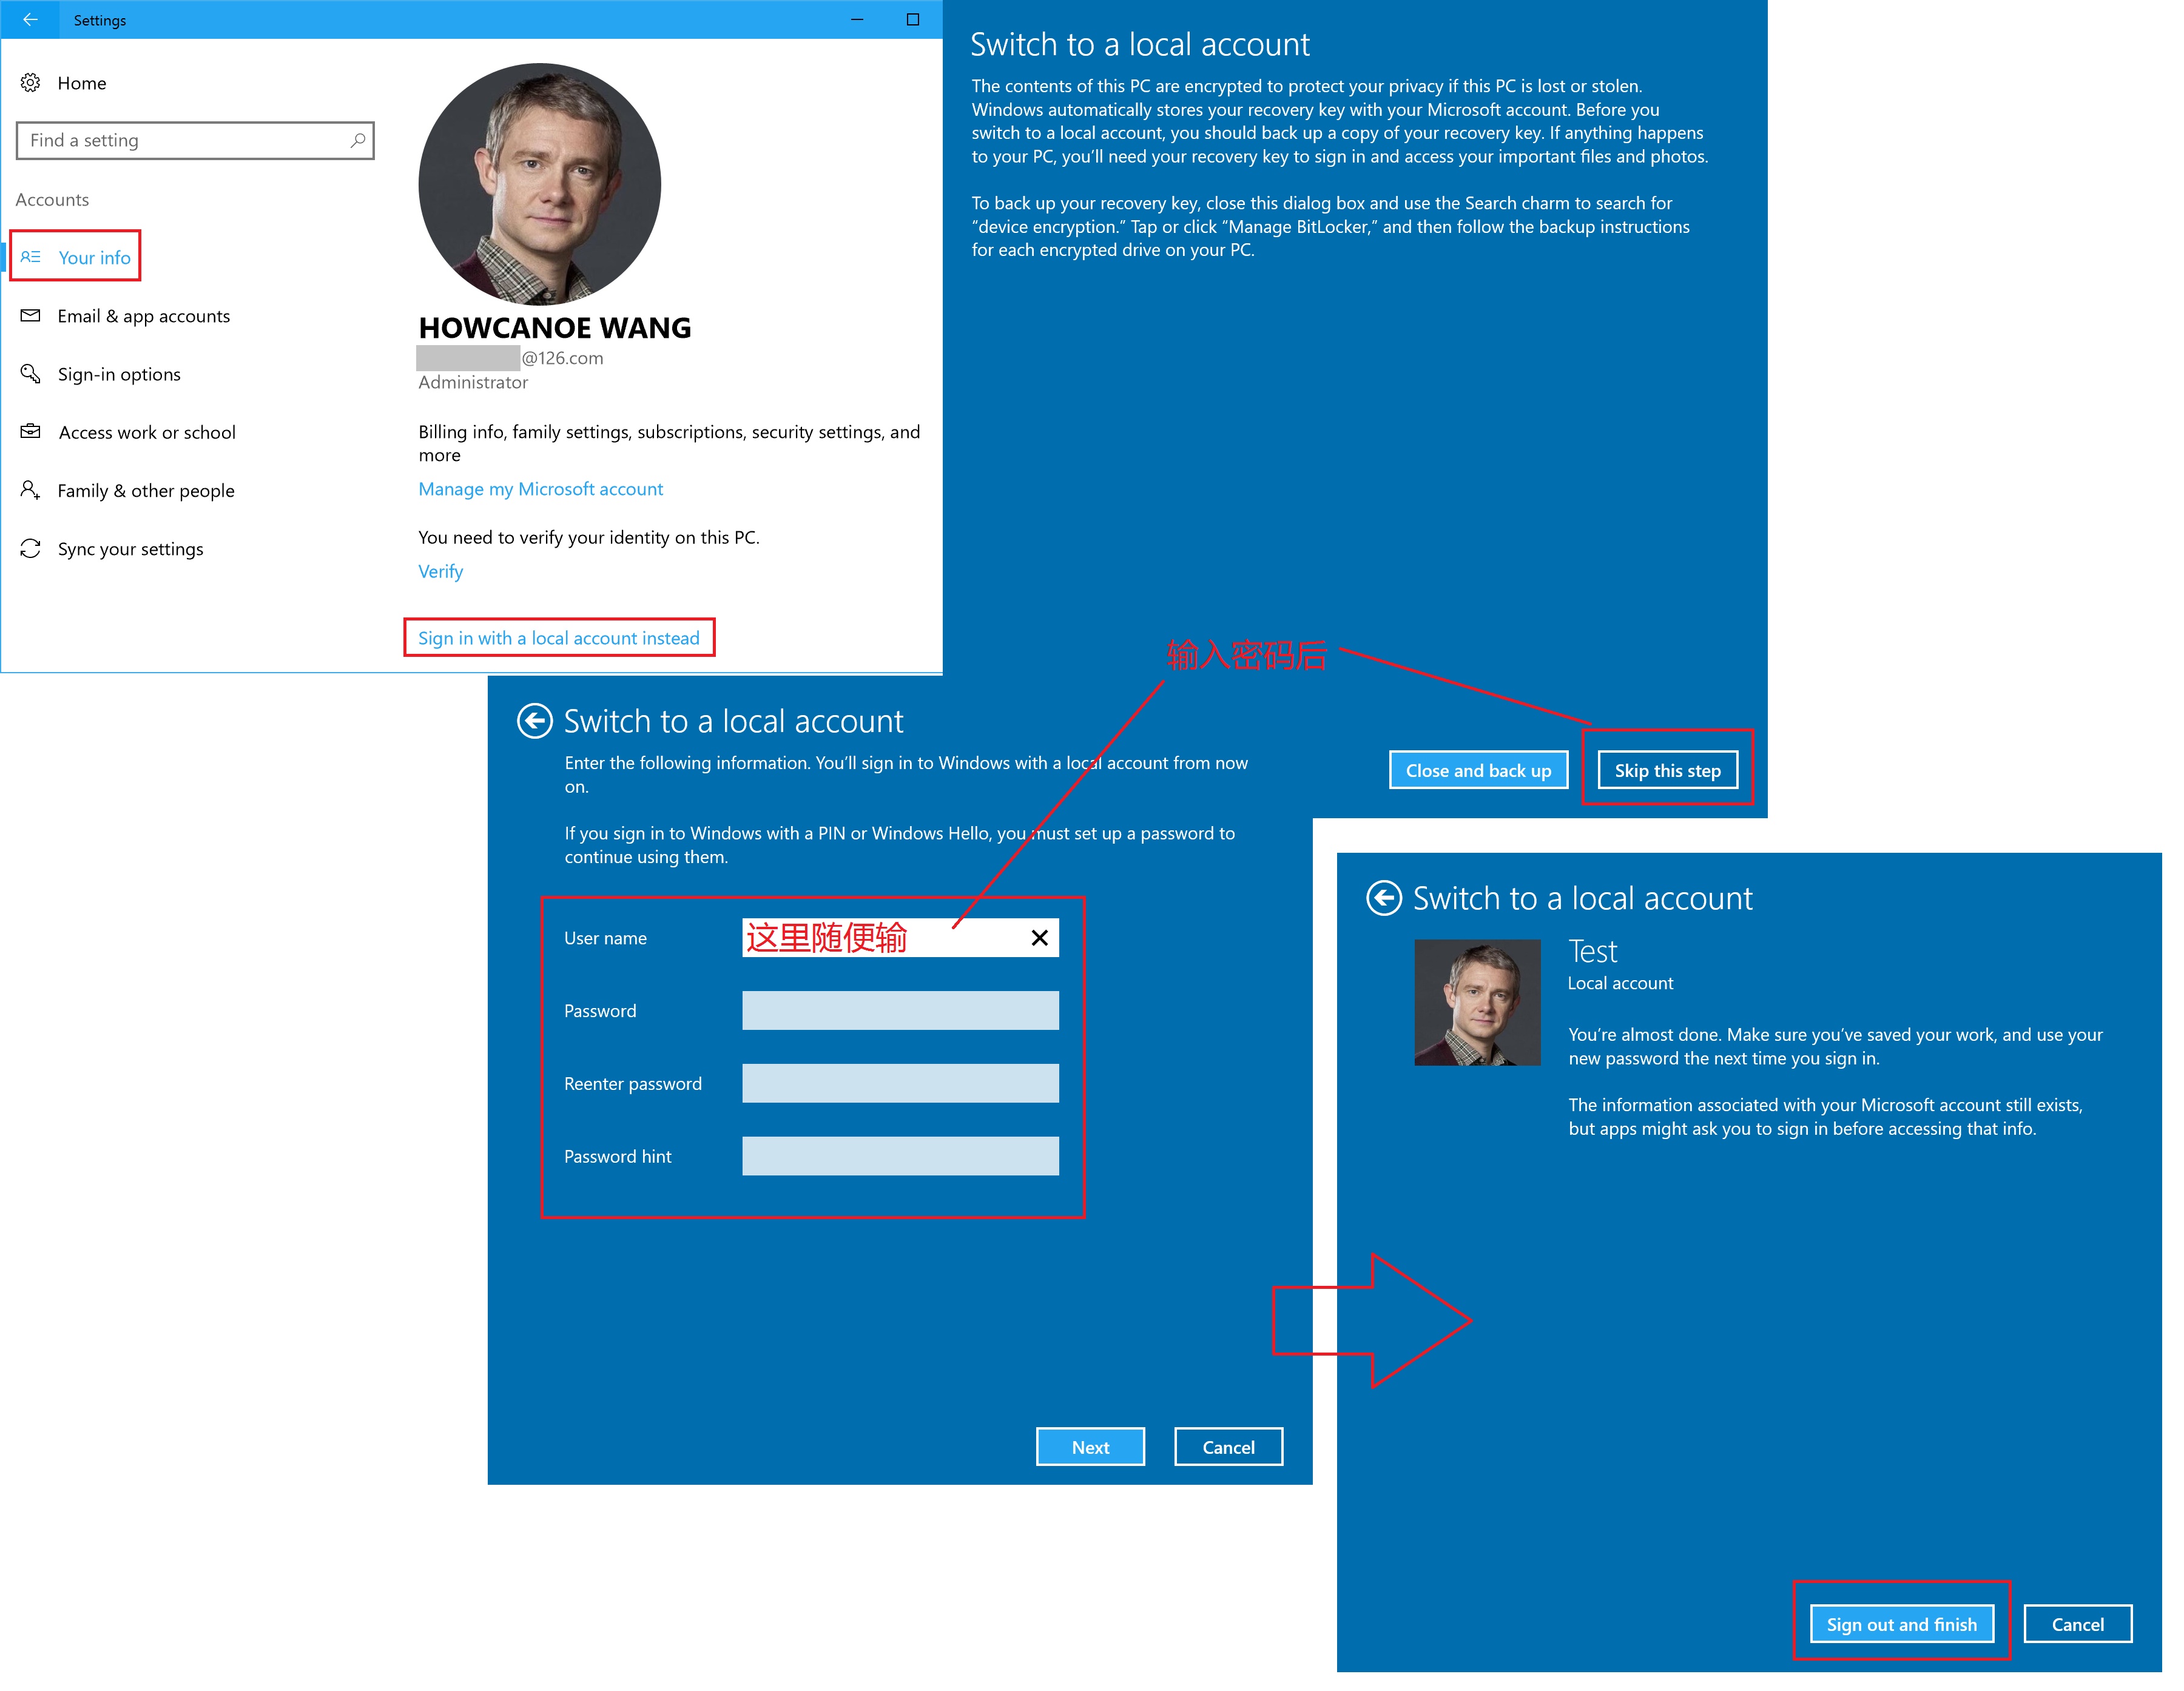 Settings
Home
Find a setting
Accounts
Your info
Email & app accounts
Sign-in options
Access work or school
Family & other people
Sync your settings
HOWCANOE WANG
@126.com
Administrator
Billing info, family settings, subscriptions, security settings, and
more
Manage my Microsoft account
You need to verify your identity on this PC.
Verify
Sign in with a local account instead
Switch to a local account
The contents of this PC are encrypted to protect your privacy if this PC is lost or stolen.
Windows automatically stores your recovery key with your Microsoft account. Before you
switch to a local account, you should back up a copy of your recovery key. If anything happens
to your PC, you’ll need your recovery key to sign in and access your important files and photos.
To back up your recovery key, close this dialog box and use the Search charm to search for
“device encryption.” Tap or click “Manage BitLocker,” and then follow the backup instructions
for each encrypted drive on your PC.
输入密码后
Close and back up
Skip this step
Switch to a local account
Enter the following information. You’ll sign in to Windows with a local account from now
on.
If you sign in to Windows with a PIN or Windows Hello, you must set up a password to
continue using them.
User name
这里随便输
Password
Reenter password
Password hint
Next
Cancel
Switch to a local account
Test
Local account
You’re almost done. Make sure you’ve saved your work, and use your
new password the next time you sign in.
The information associated with your Microsoft account still exists,
but apps might ask you to sign in before accessing that info.
Sign out and finish
Cancel